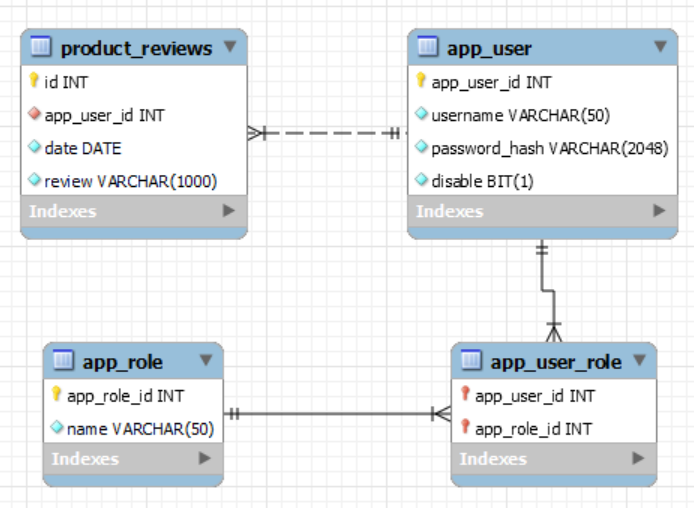 product_reviews
id INT
app_user_id INT
date DATE
review VARCHAR(1000)
Indexes
app_user
app_user_id INT
username VARCHAR(50)
password_hash VARCHAR(2048)
disable BIT(1)
Indexes
app_role
app_role_id INT
name VARCHAR(50)
Indexes
app_user_role
app_user_id INT
app_role_id INT
Indexes